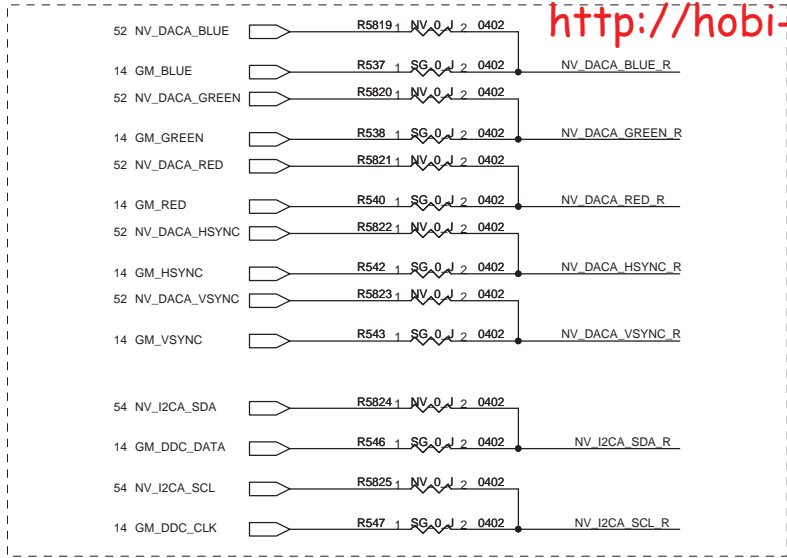 http://hobi-
52 NV_DACA_BLUE R5819 1 NV_0_J 2 0402
14 GM_BLUE R537 1 SG_0_J 2 0402 NV_DACA_BLUE_R
52 NV_DACA_GREEN R5820 1 NV_0_J 2 0402
14 GM_GREEN R538 1 SG_0_J 2 0402 NV_DACA_GREEN_R
52 NV_DACA_RED R5821 1 NV_0_J 2 0402
14 GM_RED R540 1 SG_0_J 2 0402 NV_DACA_RED_R
52 NV_DACA_HSYNC R5822 1 NV_0_J 2 0402
14 GM_HSYNC R542 1 SG_0_J 2 0402 NV_DACA_HSYNC_R
52 NV_DACA_VSYNC R5823 1 NV_0_J 2 0402
14 GM_VSYNC R543 1 SG_0_J 2 0402 NV_DACA_VSYNC_R
54 NV_I2CA_SDA R5824 1 NV_0_J 2 0402
14 GM_DDC_DATA R546 1 SG_0_J 2 0402 NV_I2CA_SDA_R
54 NV_I2CA_SCL R5825 1 NV_0_J 2 0402
14 GM_DDC_CLK R547 1 SG_0_J 2 0402 NV_I2CA_SCL_R